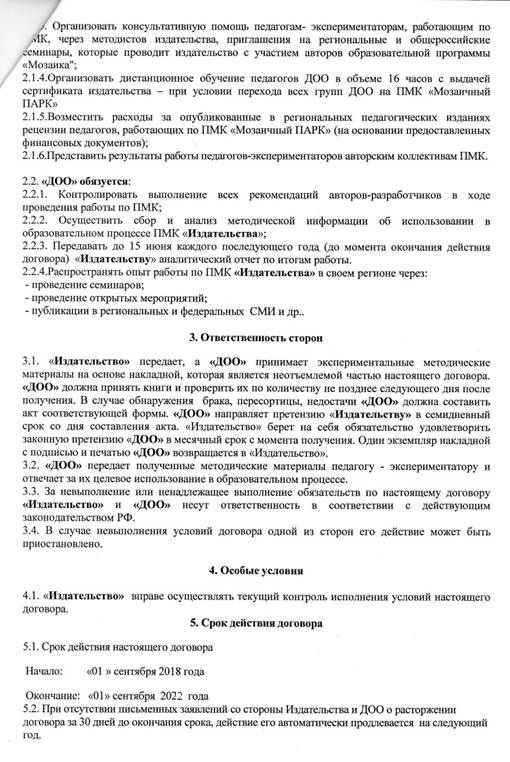 Организовать консультативную помощь педагогам- экспериментаторам, работающим по
через методистов издательства, приглашения на региональные и общероссийские
семинары, которые проводит издательство с участием авторов образовательной программы
«Мозаика";
2.1.4.Организовать дистанционное обучение педагогов ДОО в объеме 16 часов с выдачей
сертификата издательства – при условии перехода всех групп ДОО на ПМК «Мозаичный
ПАРК»
2.1.5.Возместить расходы за опубликованные в региональных педагогических изданиях
рецензии педагогов, работающих по ПМК «Мозаичный ПАРК» (на основании предоставленных
финансовых документов);
2.1.6.Представить результаты работы педагогов-экспериментаторов авторским коллективам ПМК.
2.2. «ДОО» обязуется:
2.2.1. Контролировать выполнение всех рекомендаций авторов-разработчиков в ходе
проведения работы по ПМК;
2.2.2. Осуществить сбор и анализ методической информации об использовании в
образовательном процессе ПМК «Издательства»;
2.2.3. Передавать до 15 июня каждого последующего года (до момента окончания действия
договора) «Издательству» аналитический отчет по итогам работы.
2.2.4.Распространять опыт работы по ПМК «Издательства» в своем регионе через:
- проведение семинаров;
- проведение открытых мероприятий;
- публикации в региональных и федеральных СМИ и др..
3. Ответственность сторон
3.1. «Издательство» передает, а «ДОО» принимает экспериментальные методические
материалы на основе накладной, которая является неотъемлемой частью настоящего договора.
«ДОО» должна принять книги и проверить их по количеству не позднее следующего дня после
получения. В случае обнаружения брака, пересортицы, недостачи «ДОО» должна составить
акт соответствующей формы. «ДОО» направляет претензию «Издательству» в семидневный
срок со дня составления акта. «Издательство» берет на себя обязательство удовлетворить
законную претензию «ДОО» в месячный срок с момента получения. Один экземпляр накладной
с подписью и печатью «ДОО» возвращается в «Издательство».
3.2. «ДОО» передает полученные методические материалы педагогу - экспериментатору и
отвечает за их целевое использование в образовательном процессе.
3.3. За невыполнение или ненадлежащее выполнение обязательств по настоящему договору
«Издательство» и «ДОО» несут ответственность в соответствии с действующим
законодательством РФ.
3.4. В случае невыполнения условий договора одной из сторон его действие может быть
приостановлено.
4. Особые условия
4.1. «Издательство» вправе осуществлять текущий контроль исполнения условий настоящего
договора.
5. Срок действия договора
5.1. Срок действия настоящего договора
Начало: «01 » сентября 2018 года
Окончание: «01» сентября 2022 года
5.2. При отсутствии письменных заявлений со стороны Издательства и ДОО о расторжении
договора за 30 дней до окончания срока, действие его автоматически продлевается на следующий
год.